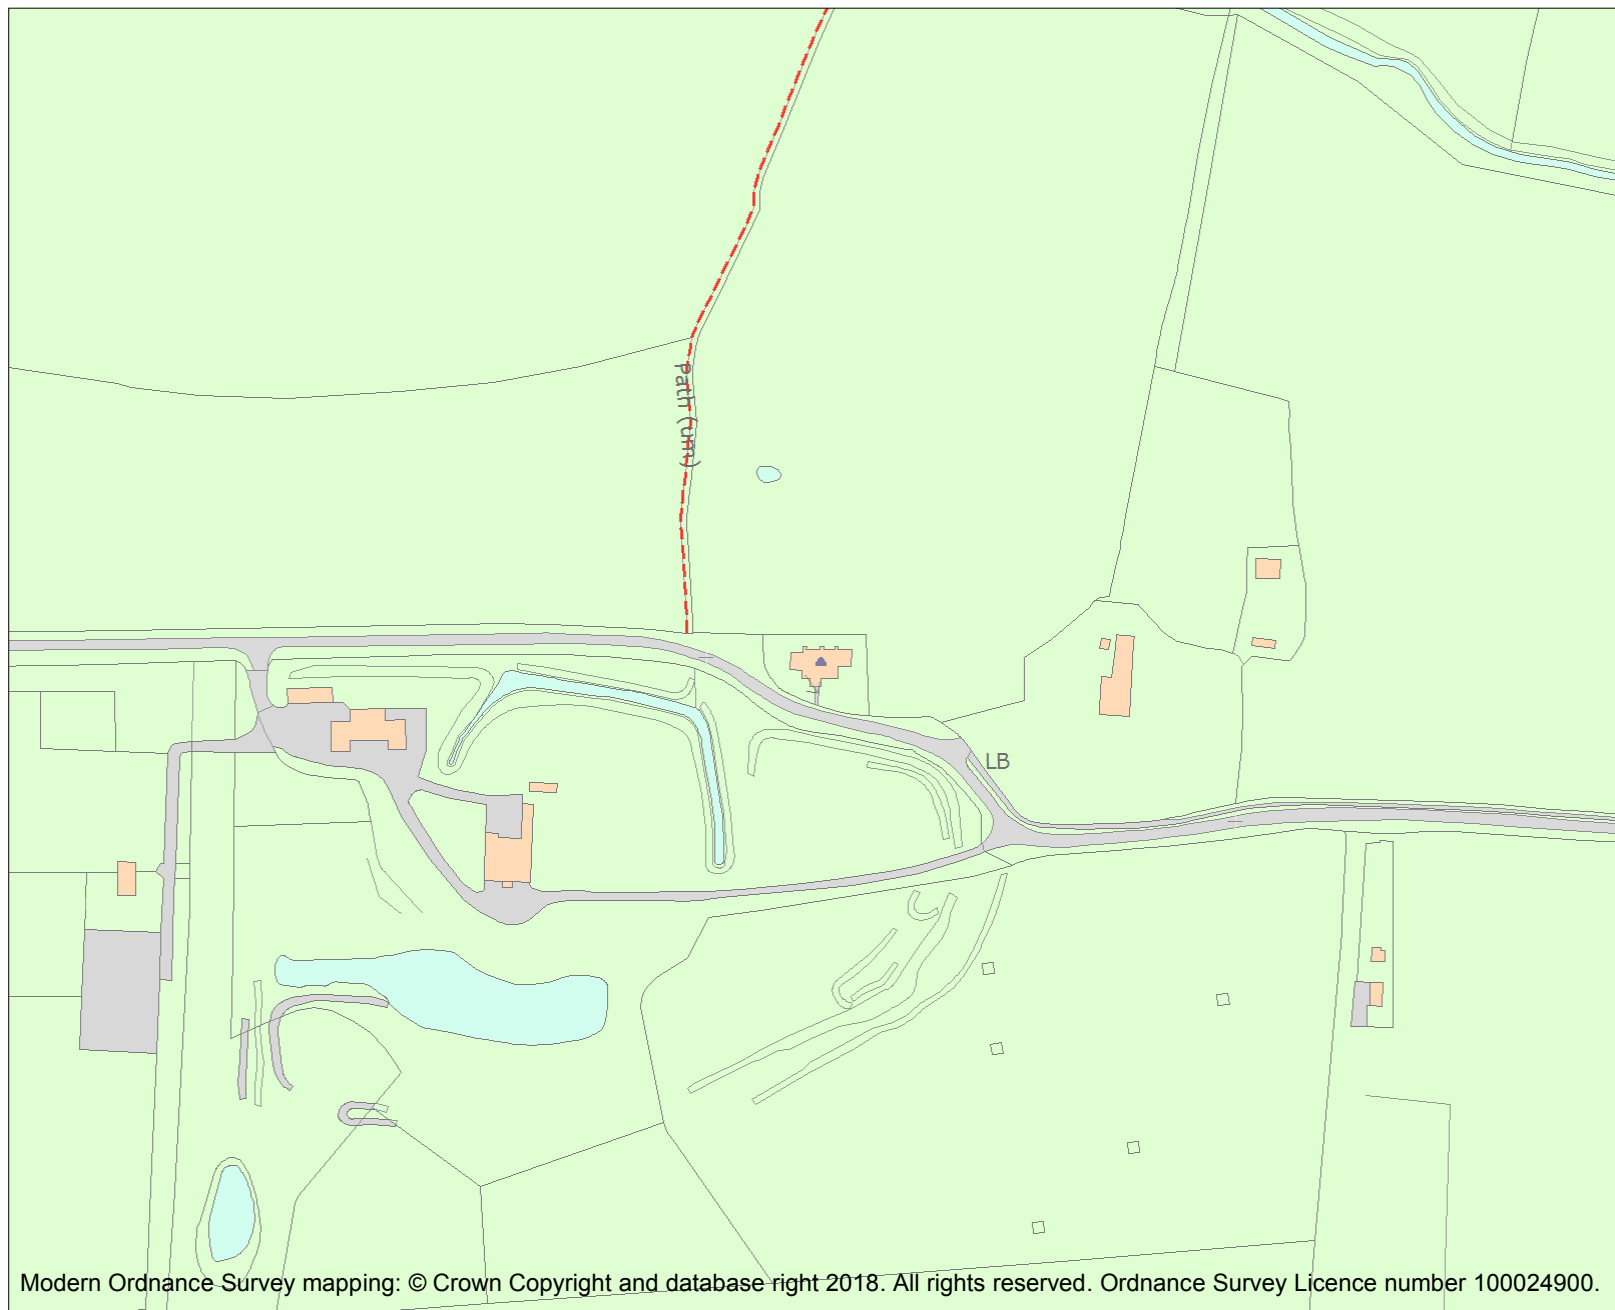 Path (um)
LB
Modern Ordnance Survey mapping: © Crown Copyright and database right 2018. All rights reserved. Ordnance Survey Licence number 100024900.